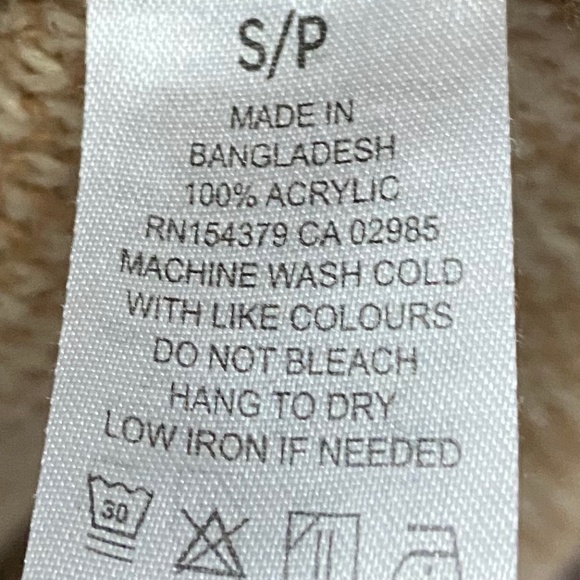 S/P
MADE IN
BANGLADESH
100% ACRYLIC
RN154379 CA 02985
MACHINE WASH COLD
WITH LIKE COLOURS
DO NOT BLEACH
HANG TO DRY
LOW IRON IF NEEDED
30